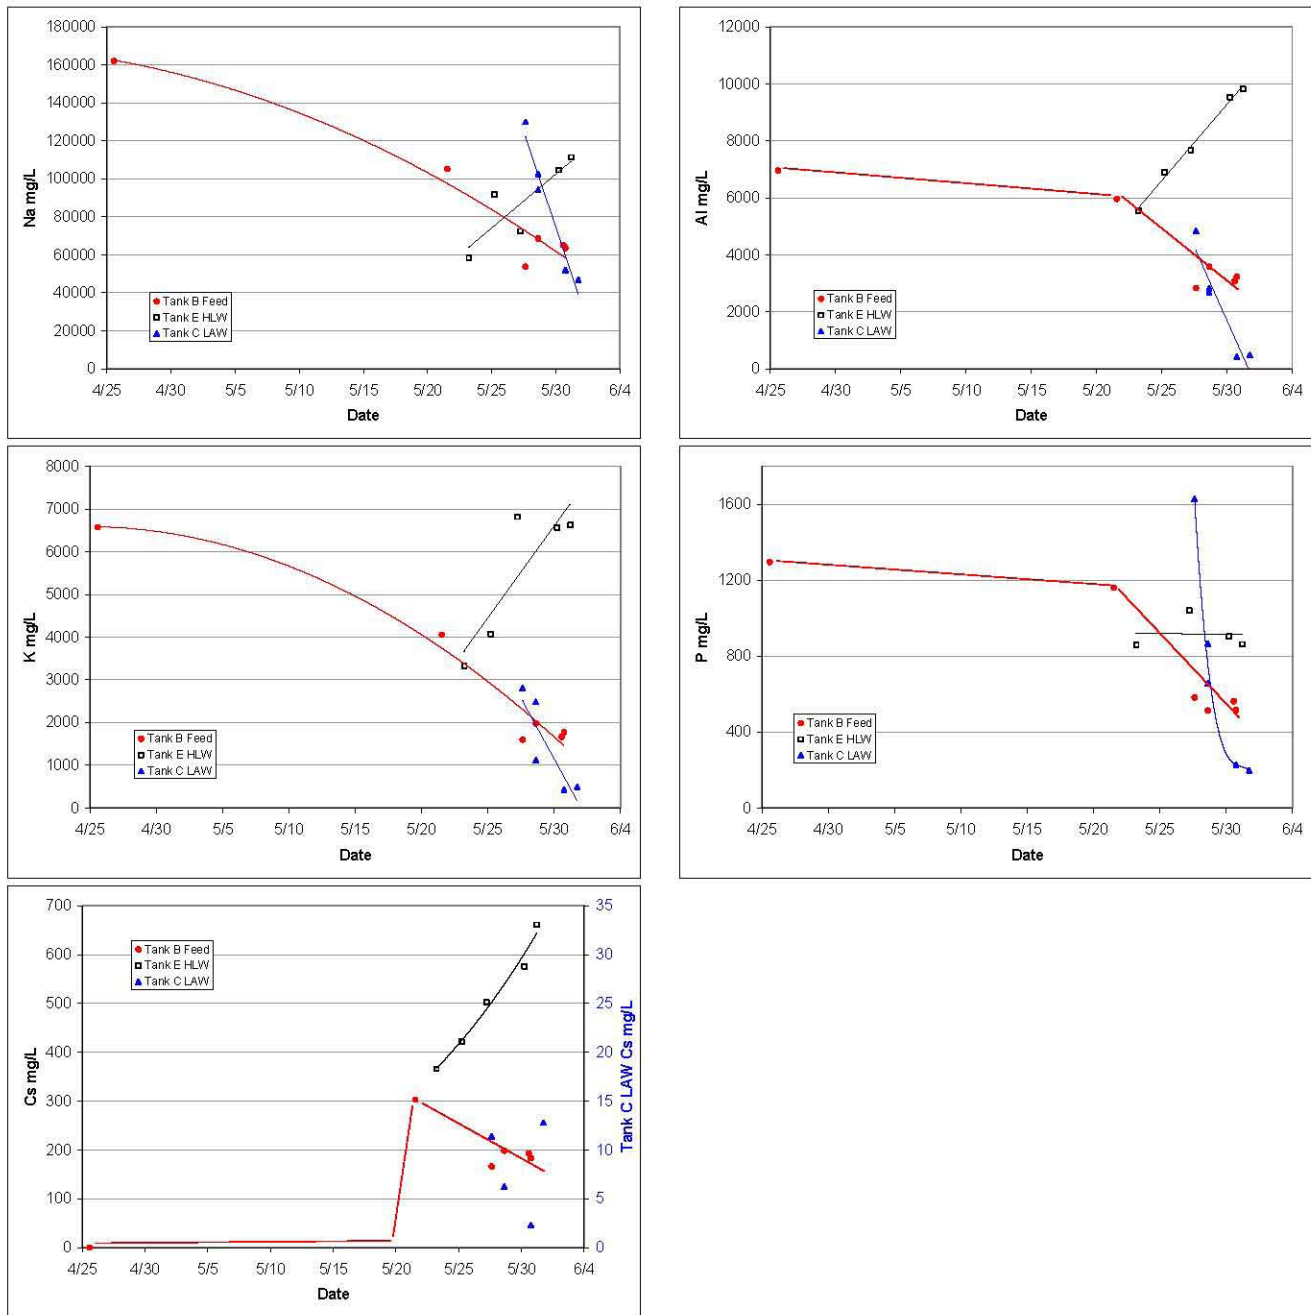 180000
160000
140000
120000
100000
80000
60000
40000
20000
0
Na mg/L
Tank B Feed
Tank E HLW
Tank C LAW
4/25 4/30 5/5 5/10 5/15 5/20 5/25 5/30 6/4
Date
12000
10000
8000
6000
4000
2000
0
Al mg/L
Tank B Feed
Tank E HLW
Tank C LAW
4/25 4/30 5/5 5/10 5/15 5/20 5/25 5/30 6/4
Date
8000
7000
6000
5000
4000
3000
2000
1000
0
K mg/L
Tank B Feed
Tank E HLW
Tank C LAW
4/25 4/30 5/5 5/10 5/15 5/20 5/25 5/30 6/4
Date
1600
1200
800
400
0
P mg/L
Tank B Feed
Tank E HLW
Tank C LAW
4/25 4/30 5/5 5/10 5/15 5/20 5/25 5/30 6/4
Date
700
600
500
400
300
200
100
0
Cs mg/L
Tank B Feed
Tank E HLW
Tank C LAW
35
30
25
20
15
10
5
0
Tank C LAW Cs mg/L
4/25 4/30 5/5 5/10 5/15 5/20 5/25 5/30 6/4
Date